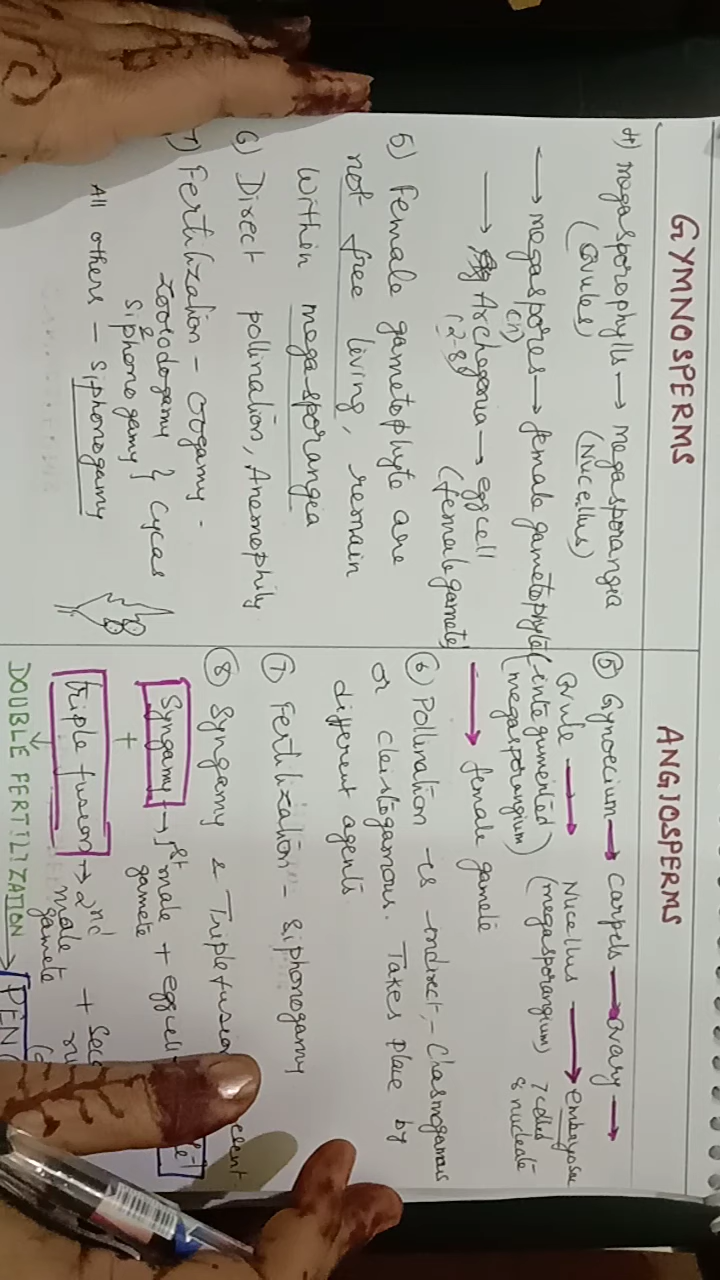 GYMNOSPERMS
4) Megasporophylls → megasporangia
(Ovules) (Nucellus)
→ megaspores → female gametophyte
(n)
→ Archegonia → egg cell
(2-8) (female gamete)
5) Female gametophyte are
not free living, remain
within megasporangia
6) Direct pollination, Anemophily
7) Fertilization - oogamy -
Zooidogamy
&
Siphonogamy } Cycas
All others - Siphonogamy
ANGIOSPERMS
⑤ Gynoecium → Carpels → ovary →
Ovule → Nucellus → embryosac
(integumented megasporangium) (megasporangium) 7 celled
8 nucleate
→ female gamete
⑥ Pollination is indirect, - Chasmogamous
or cleistogamous. Takes place by
different agents
⑦ Fertilization - Siphonogamy
⑧ Syngamy & Triple fusion
Syngamy → 1st male + egg cell
gamete
+
triple fusion → 2nd +
male
gamete
DOUBLE FERTILIZATION →